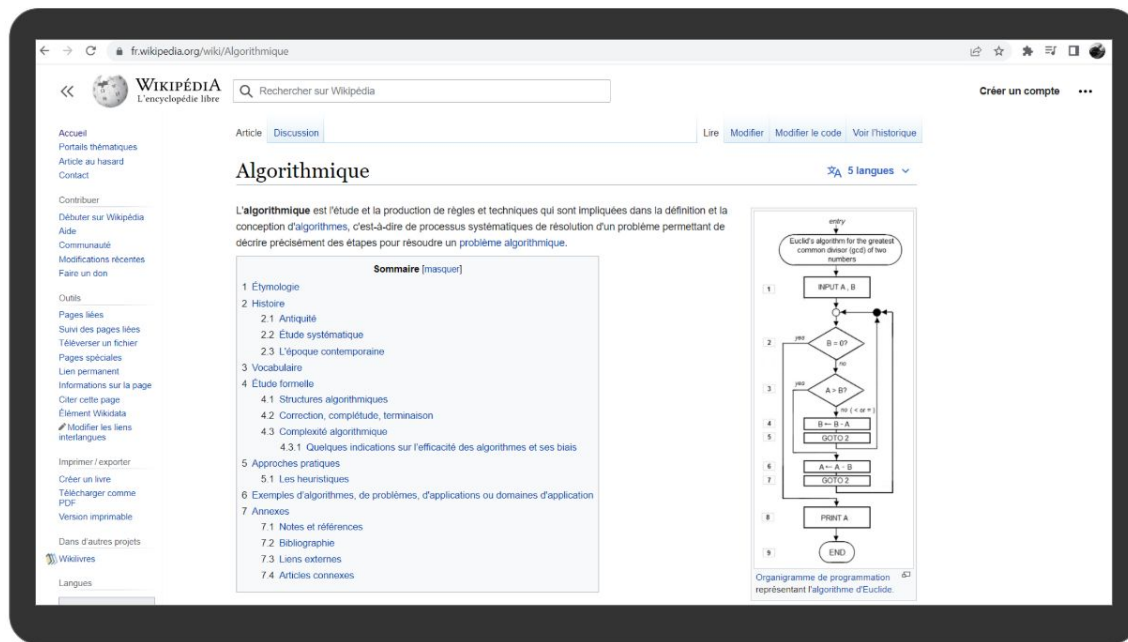 fr.wikipedia.org/wiki/Algorithmique
WIKIPÉDIA
L'encyclopédie libre
Rechercher sur Wikipédia
Créer un compte
Accueil
Portails thématiques
Article au hasard
Contact
Contribuer
Débuter sur Wikipédia
Aide
Communauté
Modifications récentes
Faire un don
Outils
Pages liées
Suivi des pages liées
Téléverser un fichier
Pages spéciales
Lien permanent
Informations sur la page
Citer cette page
Élément Wikidata
Modifier les liens
interlangues
Imprimer / exporter
Créer un livre
Télécharger comme
PDF
Version imprimable
Dans d'autres projets
Wikilivres
Langues
Article Discussion
Lire Modifier Modifier le code Voir l'historique
Algorithmique
5 langues
L'algorithmique est l'étude et la production de règles et techniques qui sont impliquées dans la définition et la
conception d'algorithmes, c'est-à-dire de processus systématiques de résolution d'un problème permettant de
décrire précisément des étapes pour résoudre un problème algorithmique.
Sommaire [masquer]
1 Étymologie
2 Histoire
2.1 Antiquité
2.2 Étude systématique
2.3 L'époque contemporaine
3 Vocabulaire
4 Étude formelle
4.1 Structures algorithmiques
4.2 Correction, complétude, terminaison
4.3 Complexité algorithmique
4.3.1 Quelques indications sur l'efficacité des algorithmes et ses biais
5 Approches pratiques
5.1 Les heuristiques
6 Exemples d'algorithmes, de problèmes, d'applications ou domaines d'application
7 Annexes
7.1 Notes et références
7.2 Bibliographie
7.3 Liens externes
7.4 Articles connexes
entry
Euclid's algorithm for the greatest
common divisor (gcd) of two
numbers
1 INPUT A , B
yes
2 B = 0?
no
yes
3 A > B?
no ( < or = )
4 B ← B - A
5 GOTO 2
6 A ← A - B
7 GOTO 2
8 PRINT A
9 END
Organigramme de programmation
représentant l'algorithme d'Euclide.